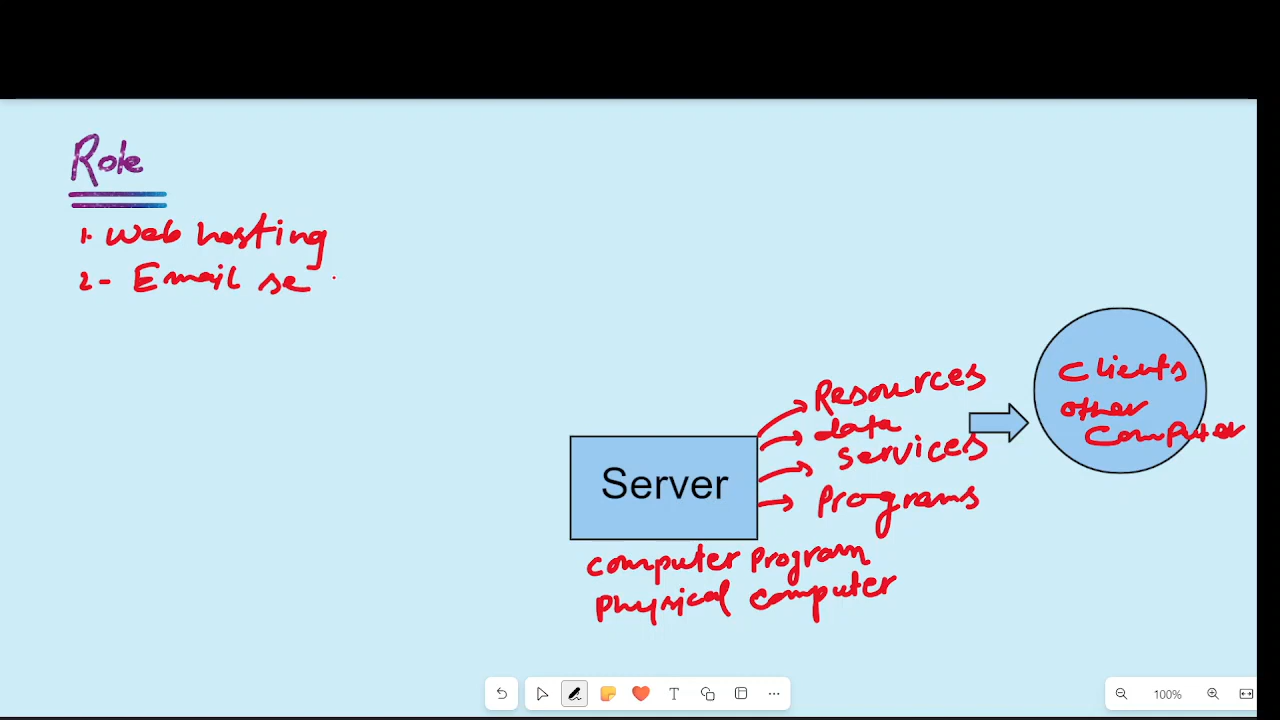 Role
1. Web hosting
2- Email se
Resources
data
services
Programs
Clients
other
computer
Server
computer program
Physical computer
100%